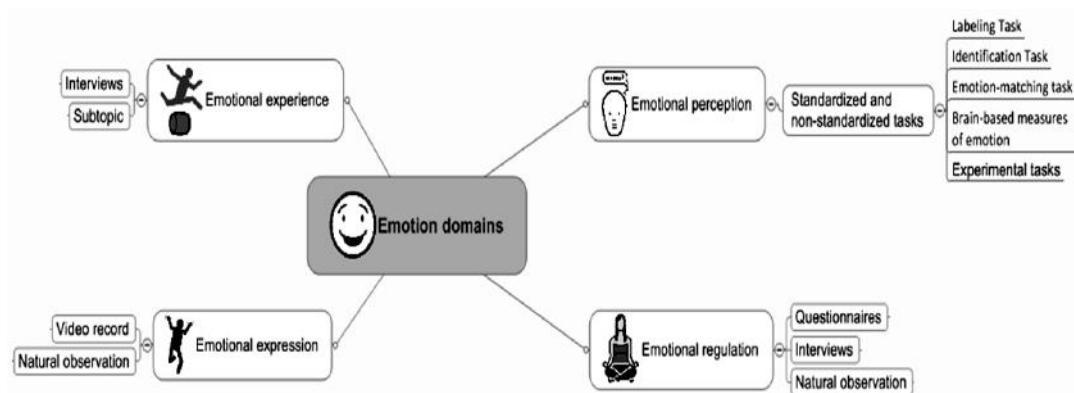 Emotion domains
Emotional experience
Interviews
Subtopic
Emotional perception
Standardized and
non-standardized tasks
Labeling Task
Identification Task
Emotion-matching task
Brain-based measures
of emotion
Experimental tasks
Emotional expression
Video record
Natural observation
Emotional regulation
Questionnaires
Interviews
Natural observation